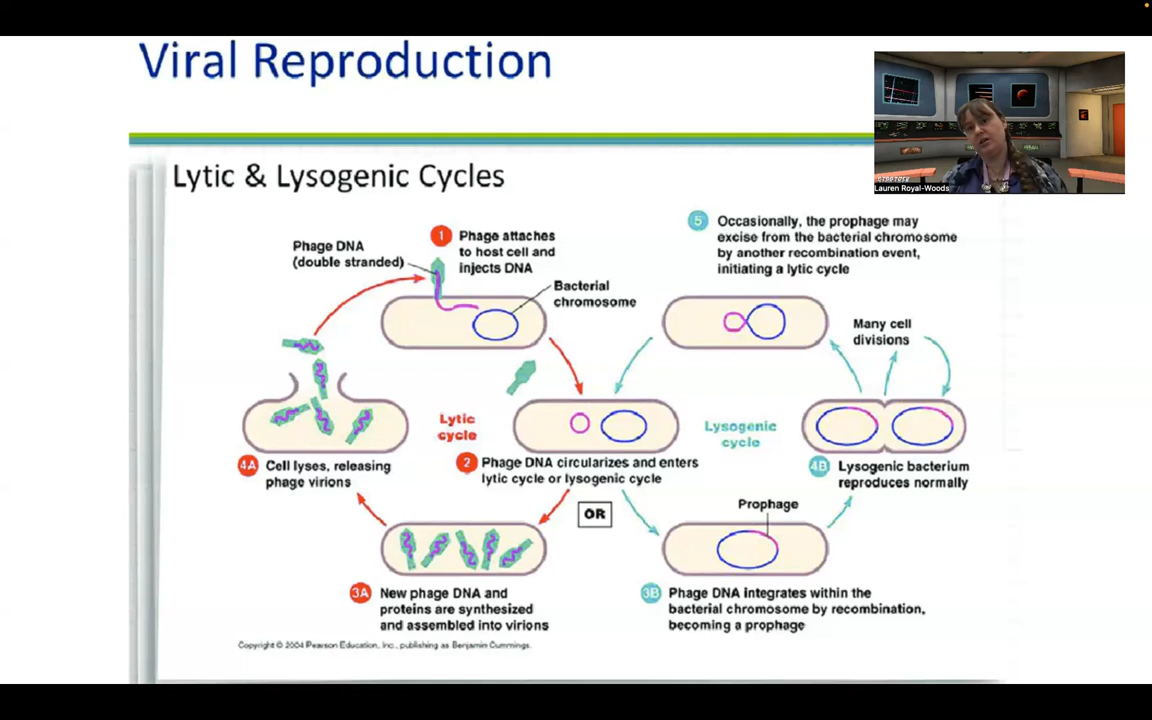 Viral Reproduction
STAR TREK
Lauren Royal-Woods
Lytic & Lysogenic Cycles
Phage DNA
(double stranded)
1
Phage attaches
to host cell and
injects DNA
Bacterial
chromosome
5
Occasionally, the prophage may
excise from the bacterial chromosome
by another recombination event,
initiating a lytic cycle
Many cell
divisions
Lytic
cycle
Lysogenic
cycle
4A
Cell lyses, releasing
phage virions
2
Phage DNA circularizes and enters
lytic cycle or lysogenic cycle
4B
Lysogenic bacterium
reproduces normally
OR
Prophage
3A
New phage DNA and
proteins are synthesized
and assembled into virions
3B
Phage DNA integrates within the
bacterial chromosome by recombination,
becoming a prophage
Copyright © 2004 Pearson Education, Inc., publishing as Benjamin Cummings.